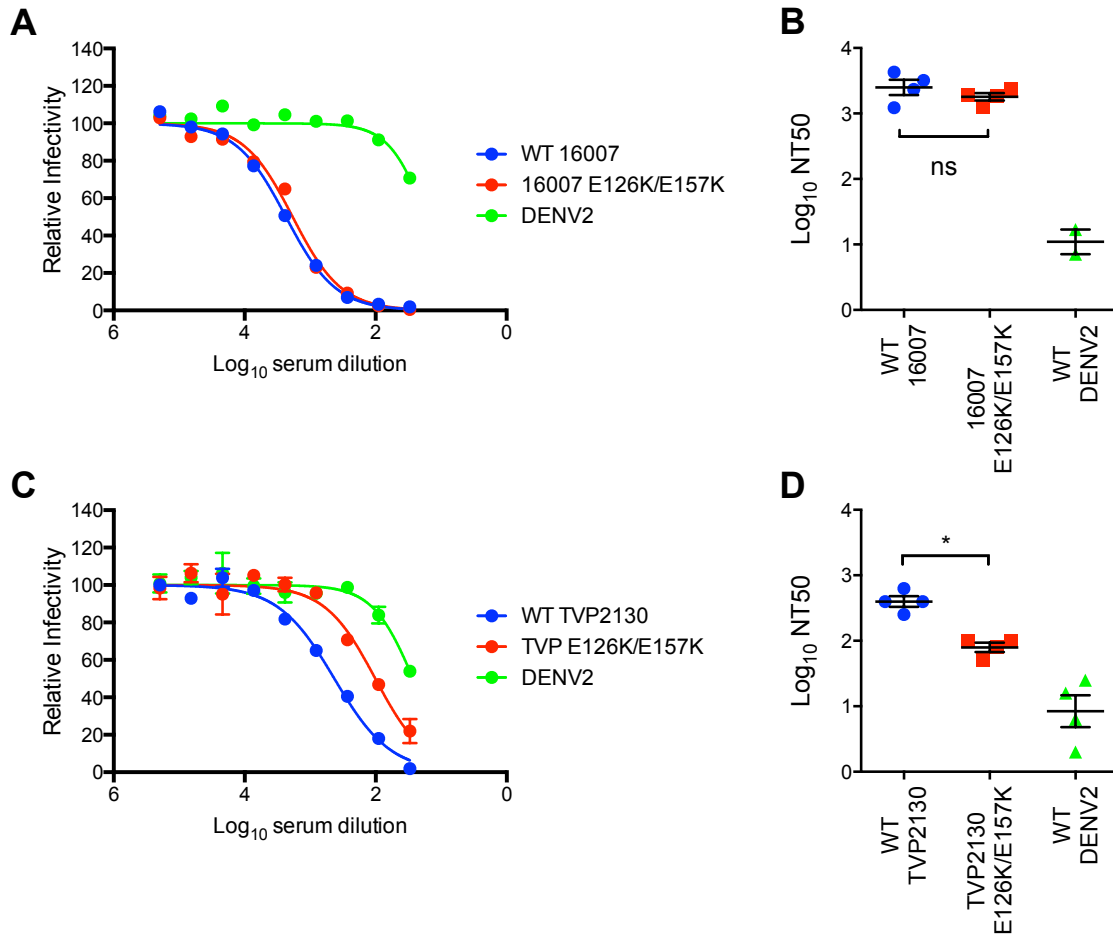 A
140
120
100
80
60
40
20
0
Relative Infectivity
6
4
2
0
Log10 serum dilution
WT 16007
16007 E126K/E157K
DENV2
B
4
3
2
1
0
Log10 NT50
ns
WT
16007
16007
E126K/E157K
WT
DENV2
C
140
120
100
80
60
40
20
0
Relative Infectivity
6
4
2
0
Log10 serum dilution
WT TVP2130
TVP E126K/E157K
DENV2
D
4
3
2
1
0
Log10 NT50
*
WT
TVP2130
TVP2130
E126K/E157K
WT
DENV2